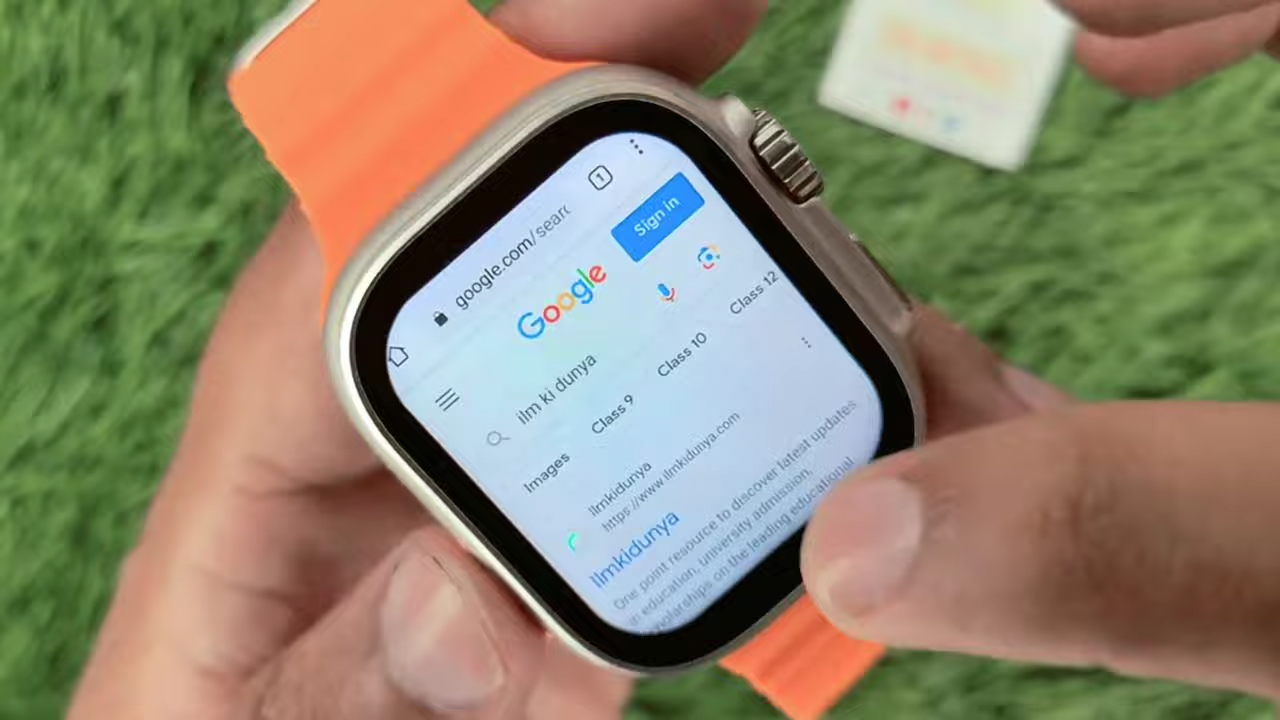 1
google.com/searc
Sign in
Google
ilm ki dunya
Images Class 9 Class 10 Class 12
Ilmkidunya
https://www.ilmkidunya.com
Ilmkidunya
One point resource to discover latest updates
in education, university admission,
scholarships on the leading educational